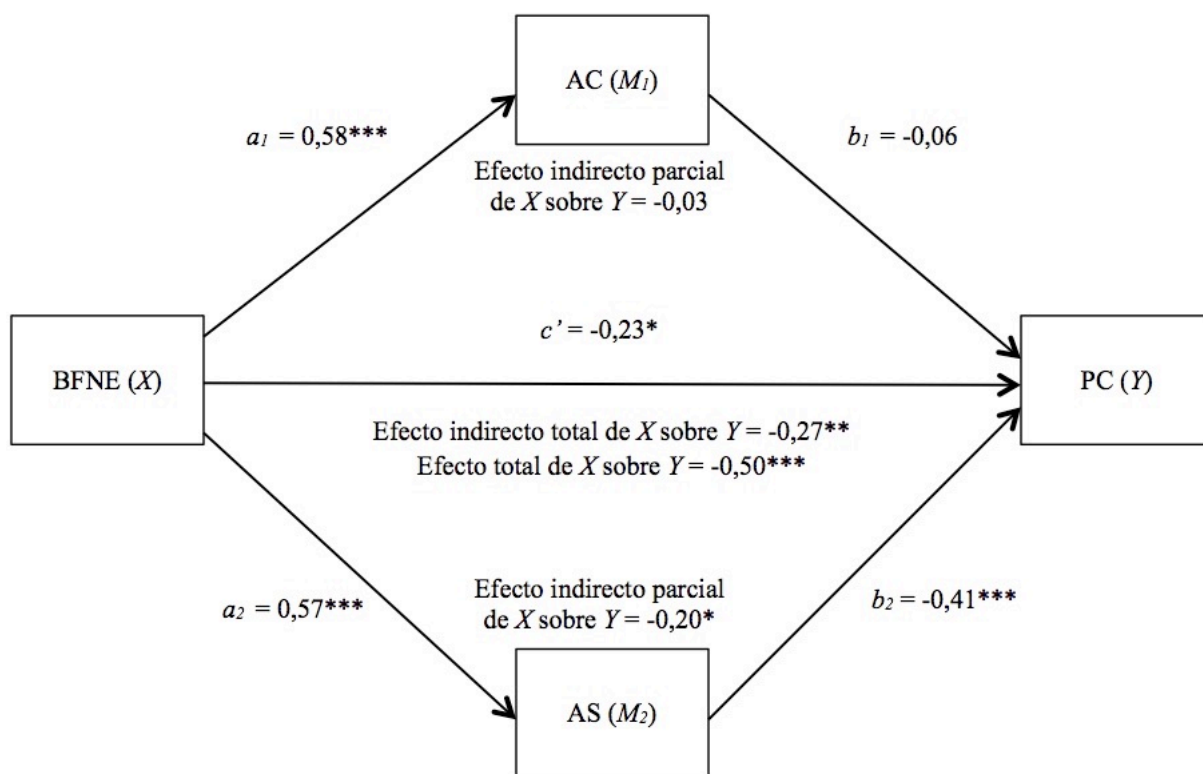 AC (M₁)
a₁ = 0,58***
b₁ = -0,06
Efecto indirecto parcial
de X sobre Y = -0,03
c’ = -0,23*
BFNE (X)
PC (Y)
Efecto indirecto total de X sobre Y = -0,27**
Efecto total de X sobre Y = -0,50***
Efecto indirecto parcial
de X sobre Y = -0,20*
a₂ = 0,57***
b₂ = -0,41***
AS (M₂)